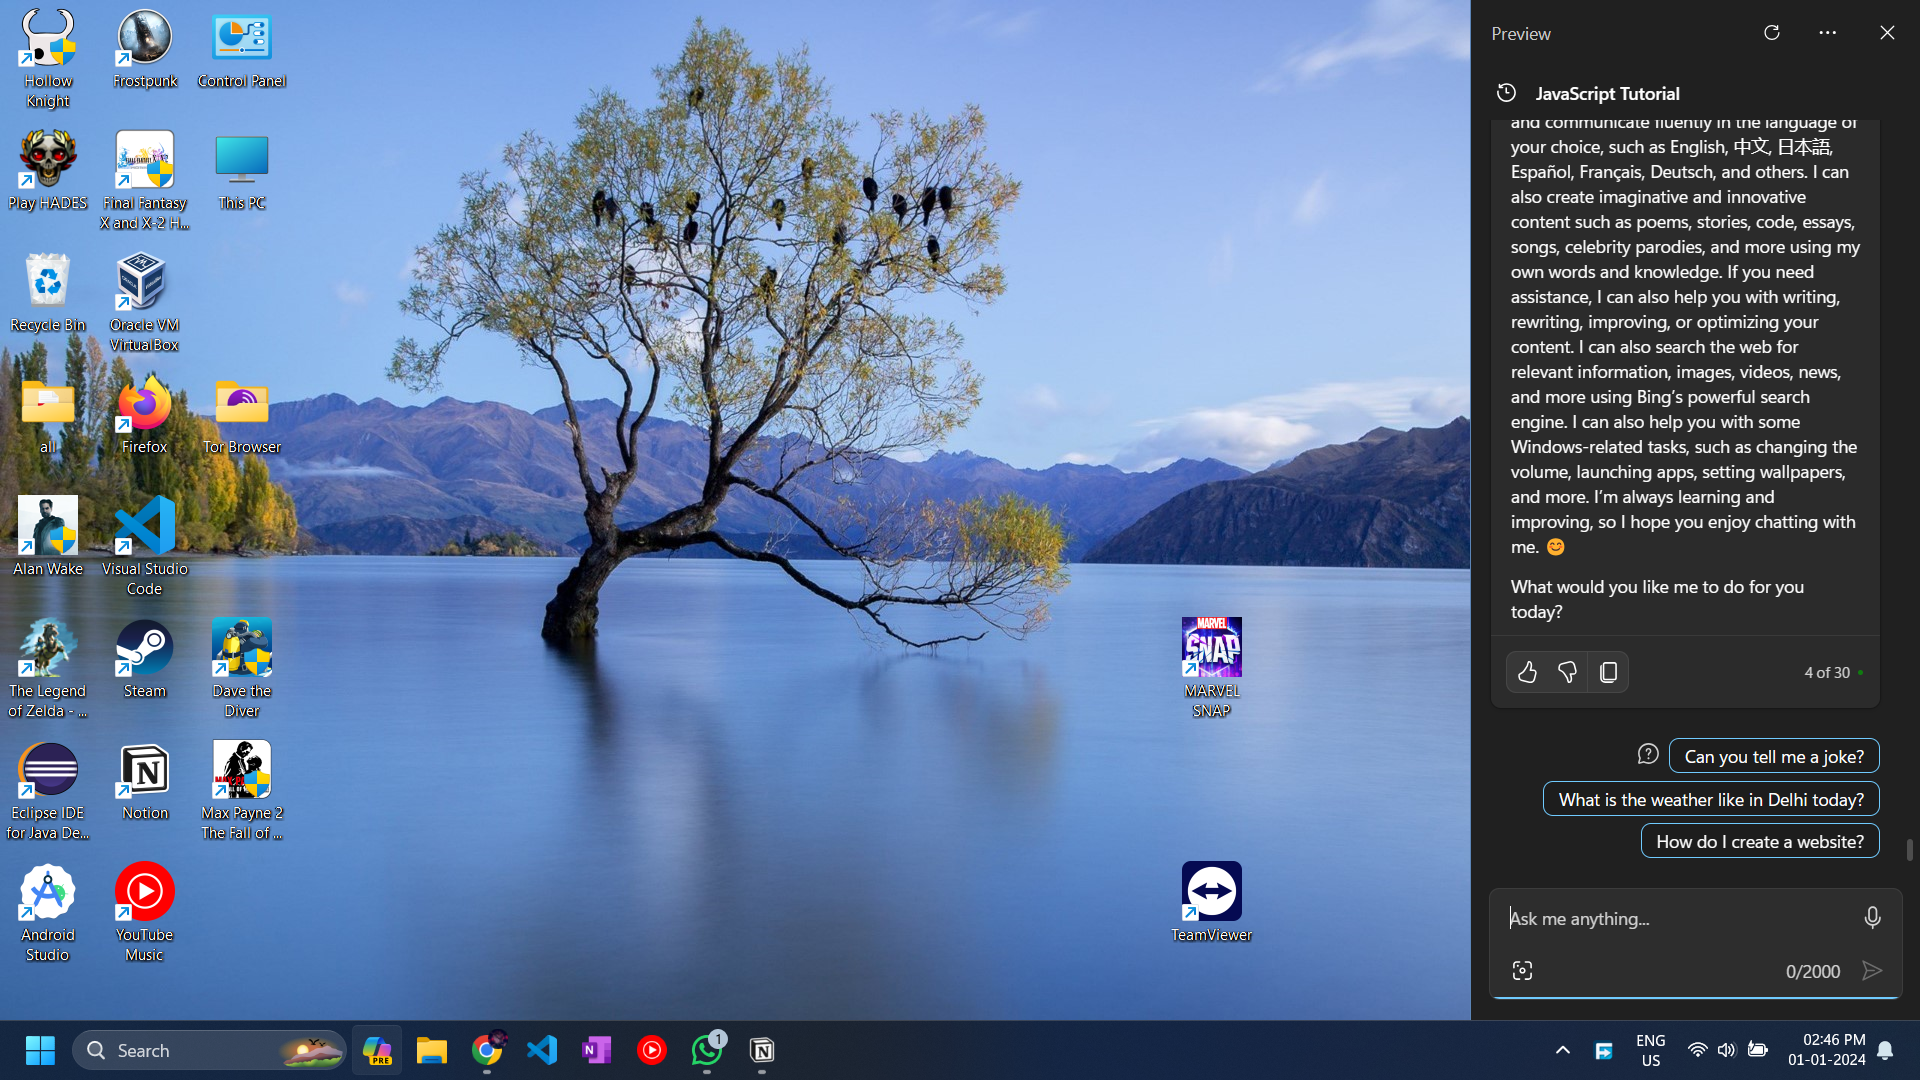 Hollow
Knight
Frostpunk
Control Panel
Play HADES
Final Fantasy
X and X-2 H...
This PC
Recycle Bin
Oracle VM
VirtualBox
all
Firefox
Tor Browser
Alan Wake
Visual Studio
Code
The Legend
of Zelda - ...
Steam
Dave the
Diver
Eclipse IDE
for Java De...
Notion
Max Payne 2
The Fall of ...
Android
Studio
YouTube
Music
MARVEL
SNAP
MARVEL
SNAP
TeamViewer
Preview
JavaScript Tutorial
and communicate fluently in the language of
your choice, such as English, 中文, 日本語,
Español, Français, Deutsch, and others. I can
also create imaginative and innovative
content such as poems, stories, code, essays,
songs, celebrity parodies, and more using my
own words and knowledge. If you need
assistance, I can also help you with writing,
rewriting, improving, or optimizing your
content. I can also search the web for
relevant information, images, videos, news,
and more using Bing’s powerful search
engine. I can also help you with some
Windows-related tasks, such as changing the
volume, launching apps, setting wallpapers,
and more. I’m always learning and
improving, so I hope you enjoy chatting with
me. 😊
What would you like me to do for you
today?
4 of 30
Can you tell me a joke?
What is the weather like in Delhi today?
How do I create a website?
Ask me anything...
0/2000
Search
PRE
1
ENG
US
02:46 PM
01-01-2024